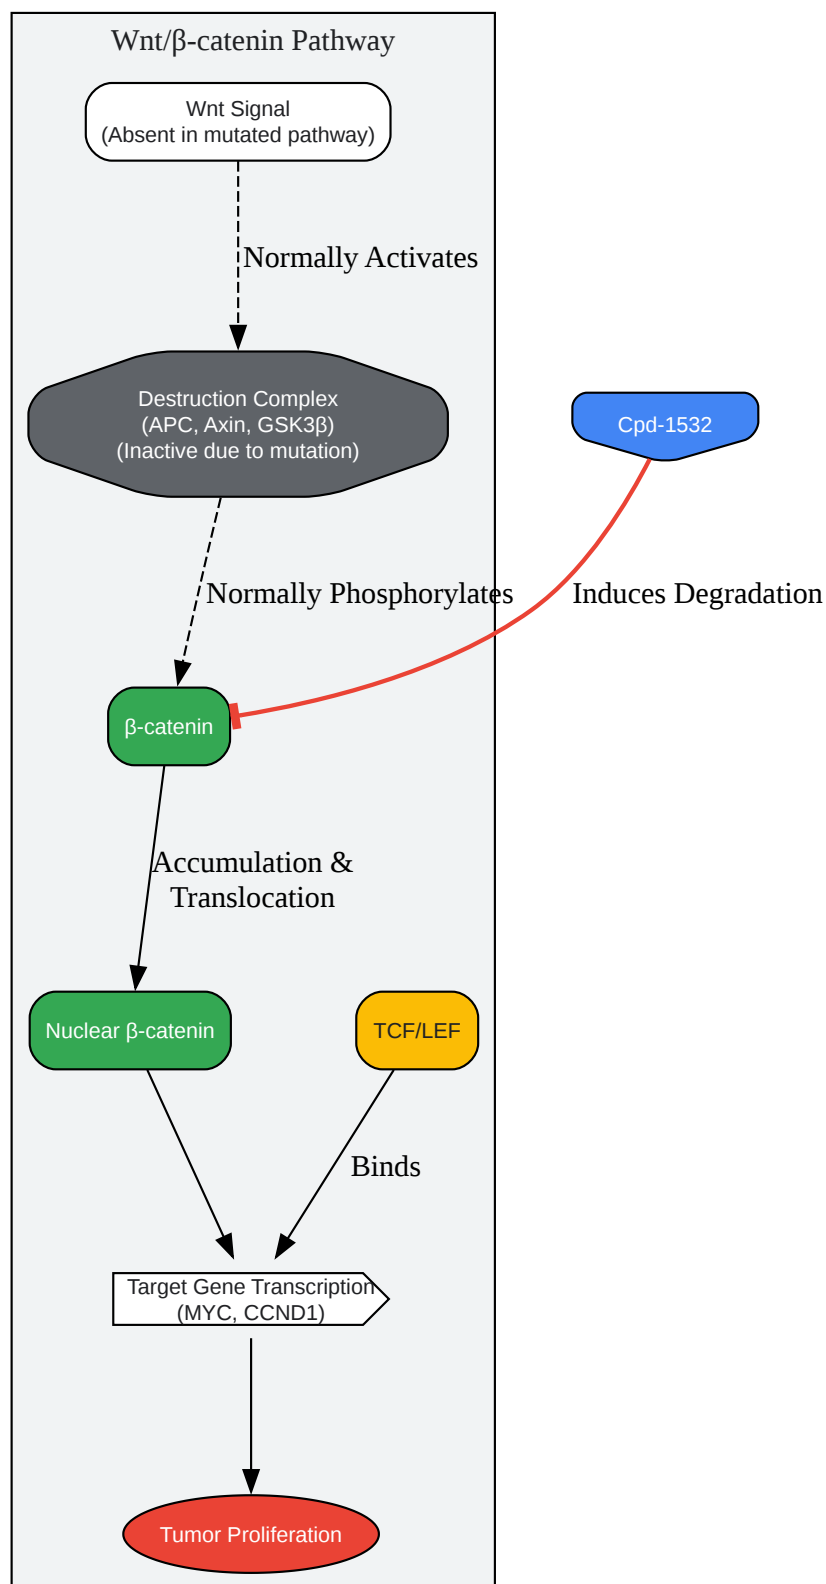 Wnt/β-catenin Pathway
Wnt Signal
(Absent in mutated pathway)
Normally Activates
Destruction Complex
(APC, Axin, GSK3β)
(Inactive due to mutation)
Cpd-1532
Normally Phosphorylates
Induces Degradation
β-catenin
Accumulation &
Translocation
Nuclear β-catenin
TCF/LEF
Binds
Target Gene Transcription
(MYC, CCND1)
Tumor Proliferation